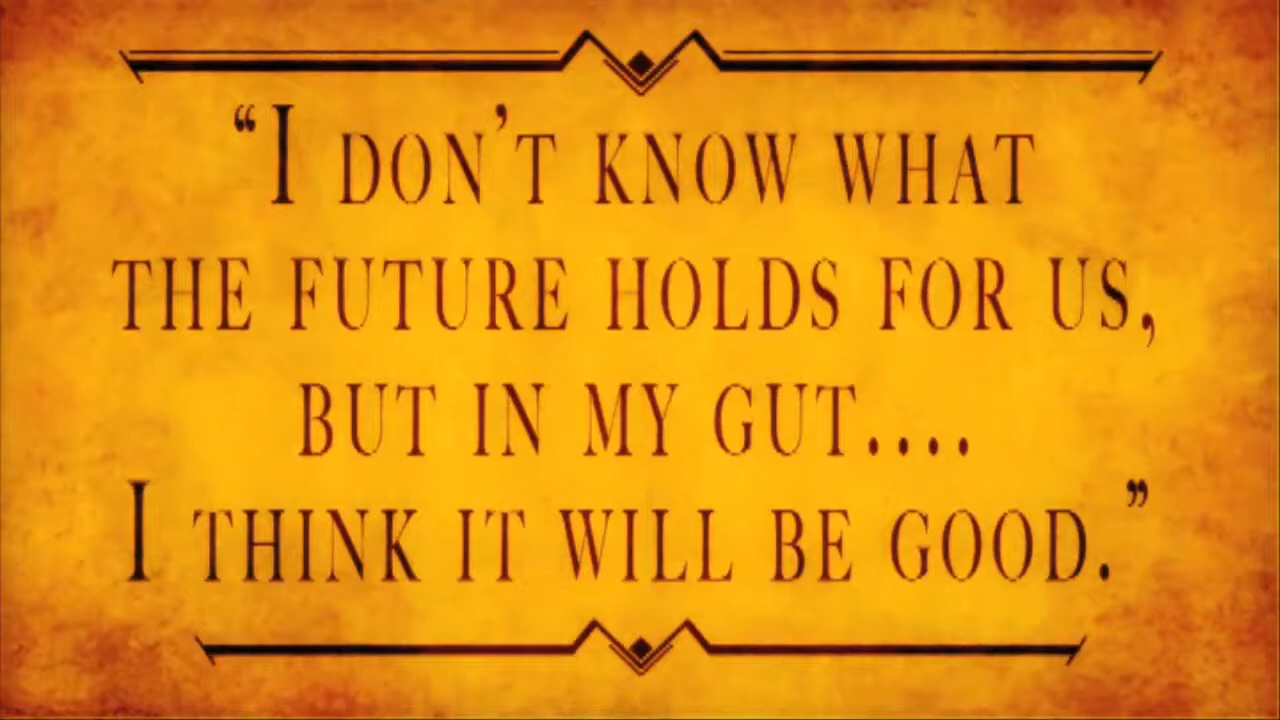 “I DON’T KNOW WHAT
THE FUTURE HOLDS FOR US,
BUT IN MY GUT....
I THINK IT WILL BE GOOD.”